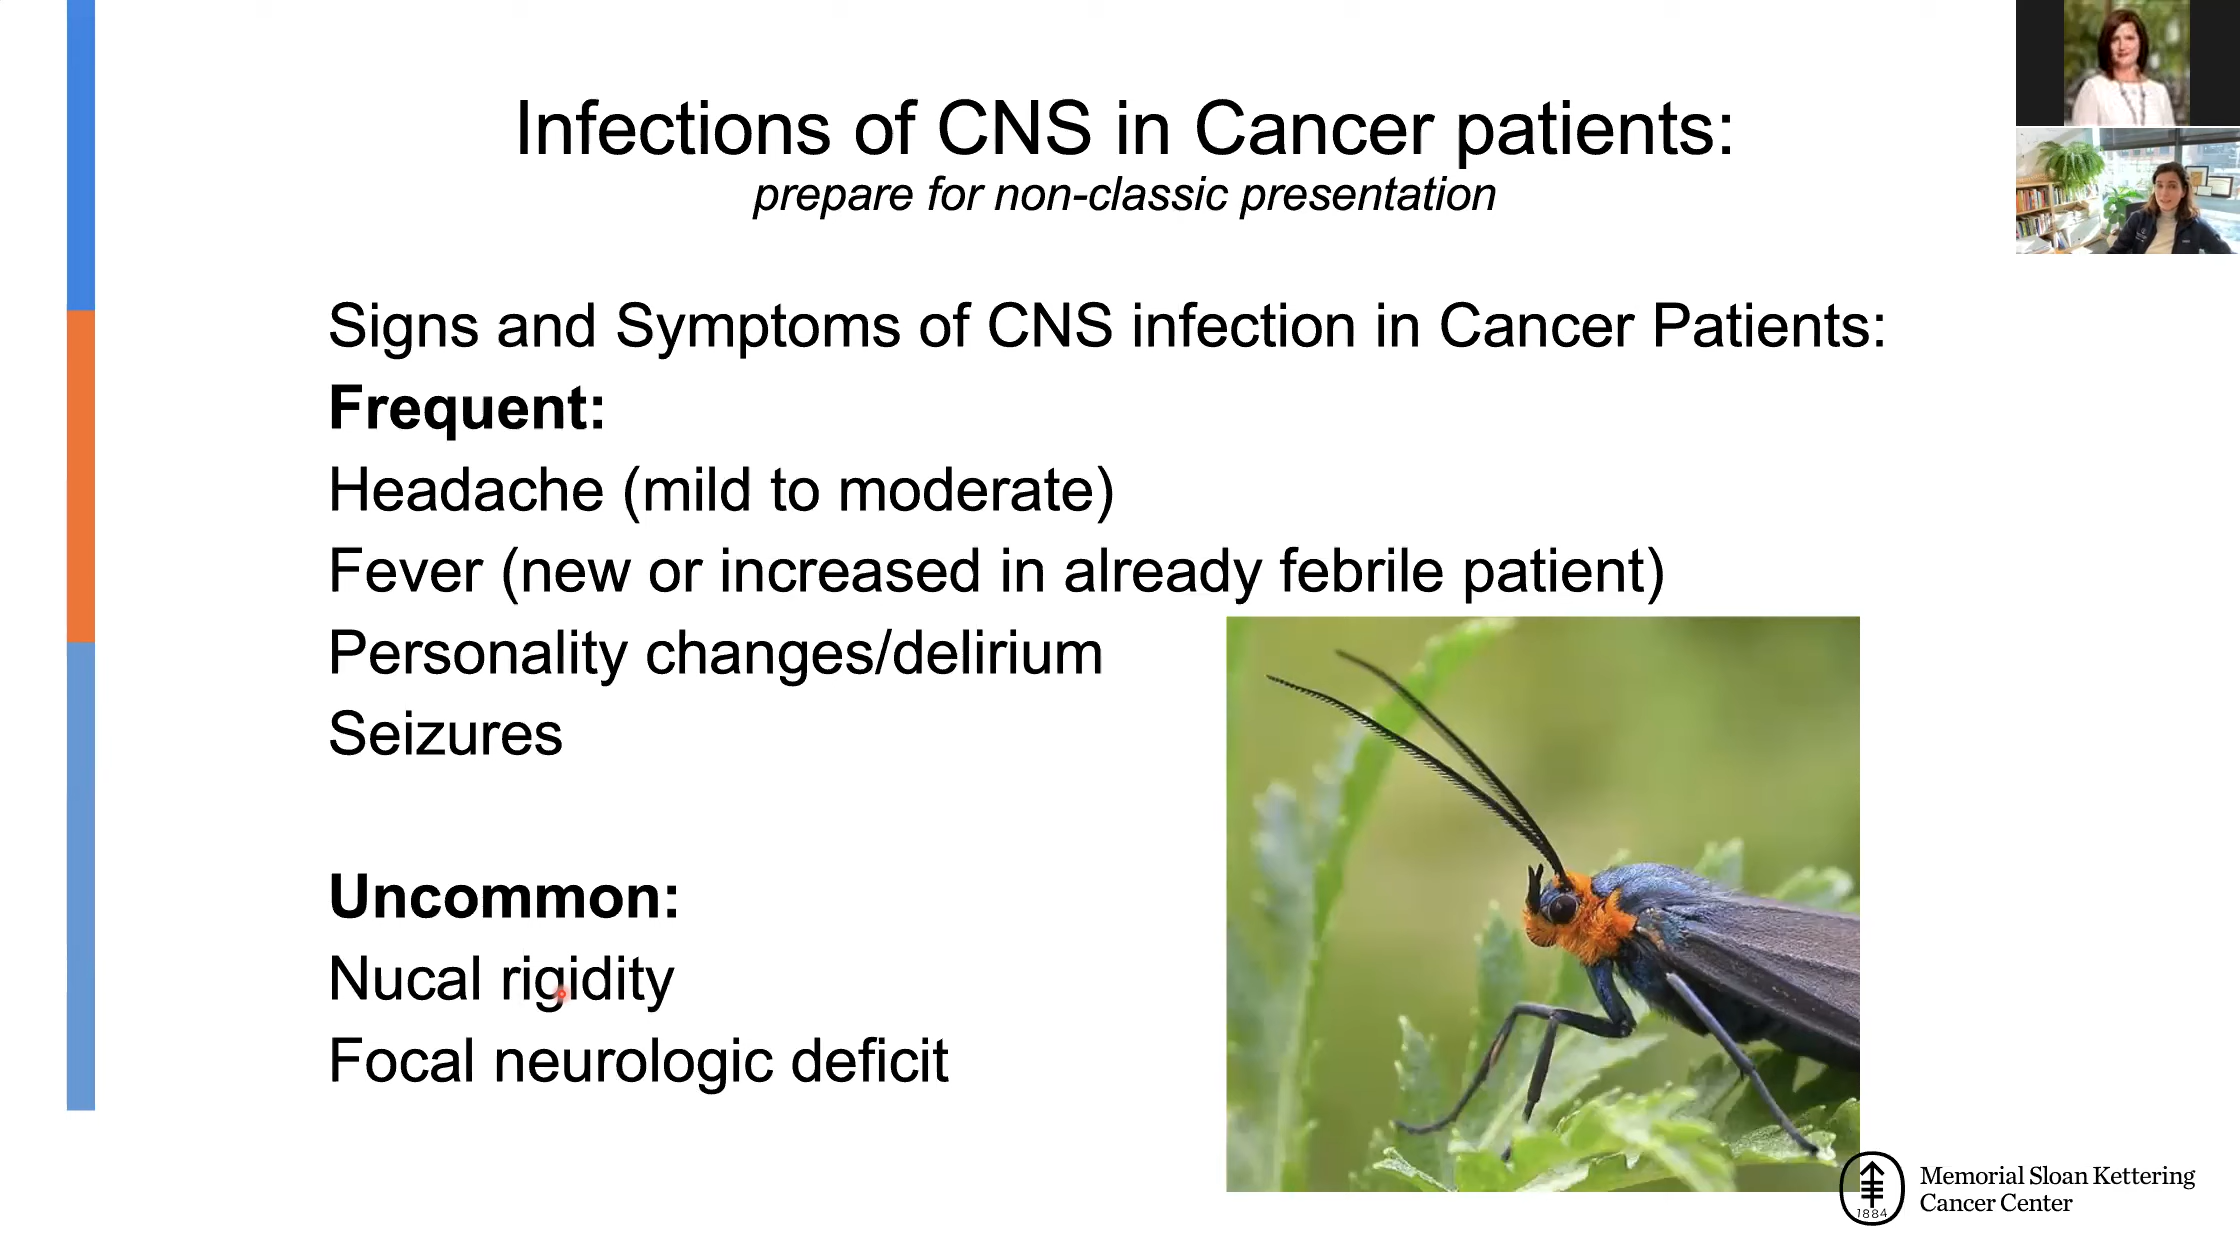 Infections of CNS in Cancer patients:
prepare for non-classic presentation
Signs and Symptoms of CNS infection in Cancer Patients:
Frequent:
Headache (mild to moderate)
Fever (new or increased in already febrile patient)
Personality changes/delirium
Seizures
Uncommon:
Nucal rigidity
Focal neurologic deficit
1884
Memorial Sloan Kettering
Cancer Center